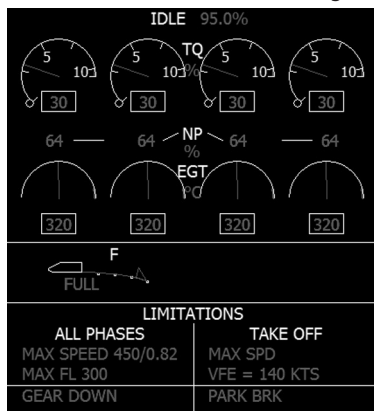 IDLE 95.0%
TQ
5 5 5 5
10 10 10 10
%
30 30 30 30
64 64 NP 64 64
%
EGT
°C
320 320 320 320
F
FULL
LIMITATIONS
ALL PHASES TAKE OFF
MAX SPEED 450/0.82 MAX SPD
MAX FL 300 VFE = 140 KTS
GEAR DOWN PARK BRK